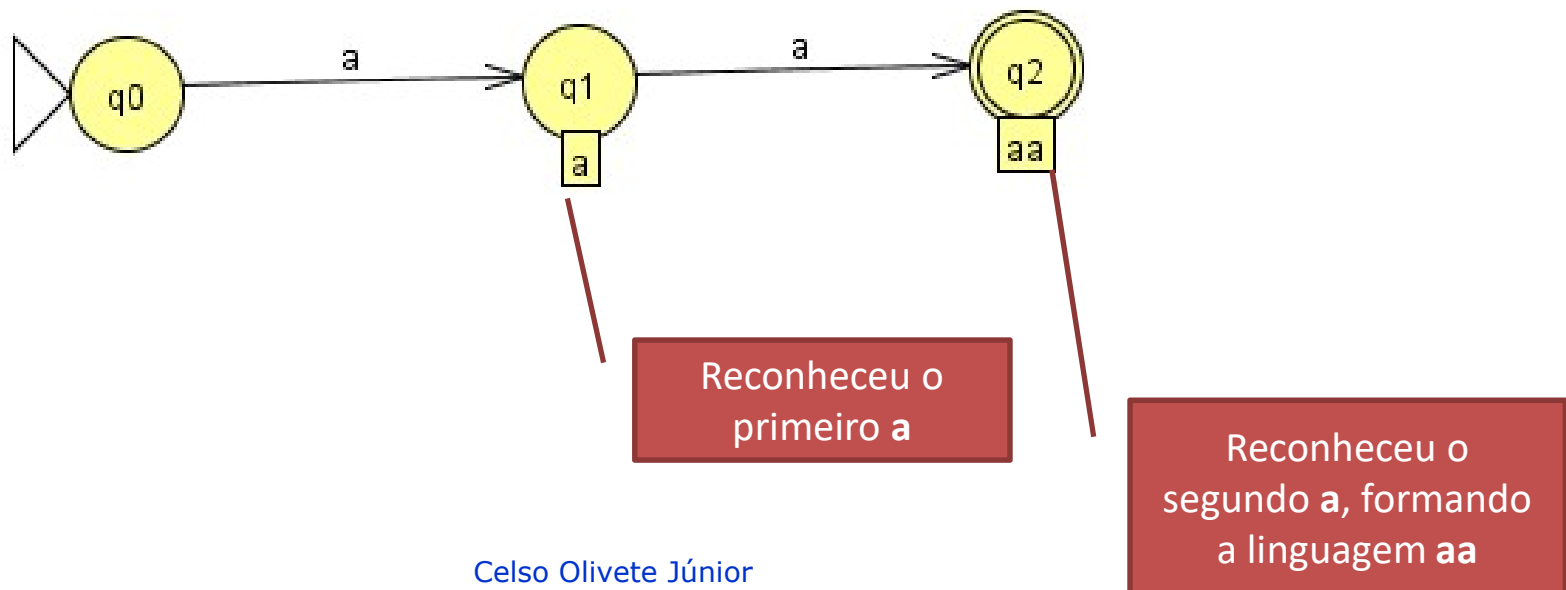 a
a
q0
q1
q2
a
aa
Reconheceu o
primeiro a
Reconheceu o
segundo a, formando
a linguagem aa
Celso Olivete Júnior